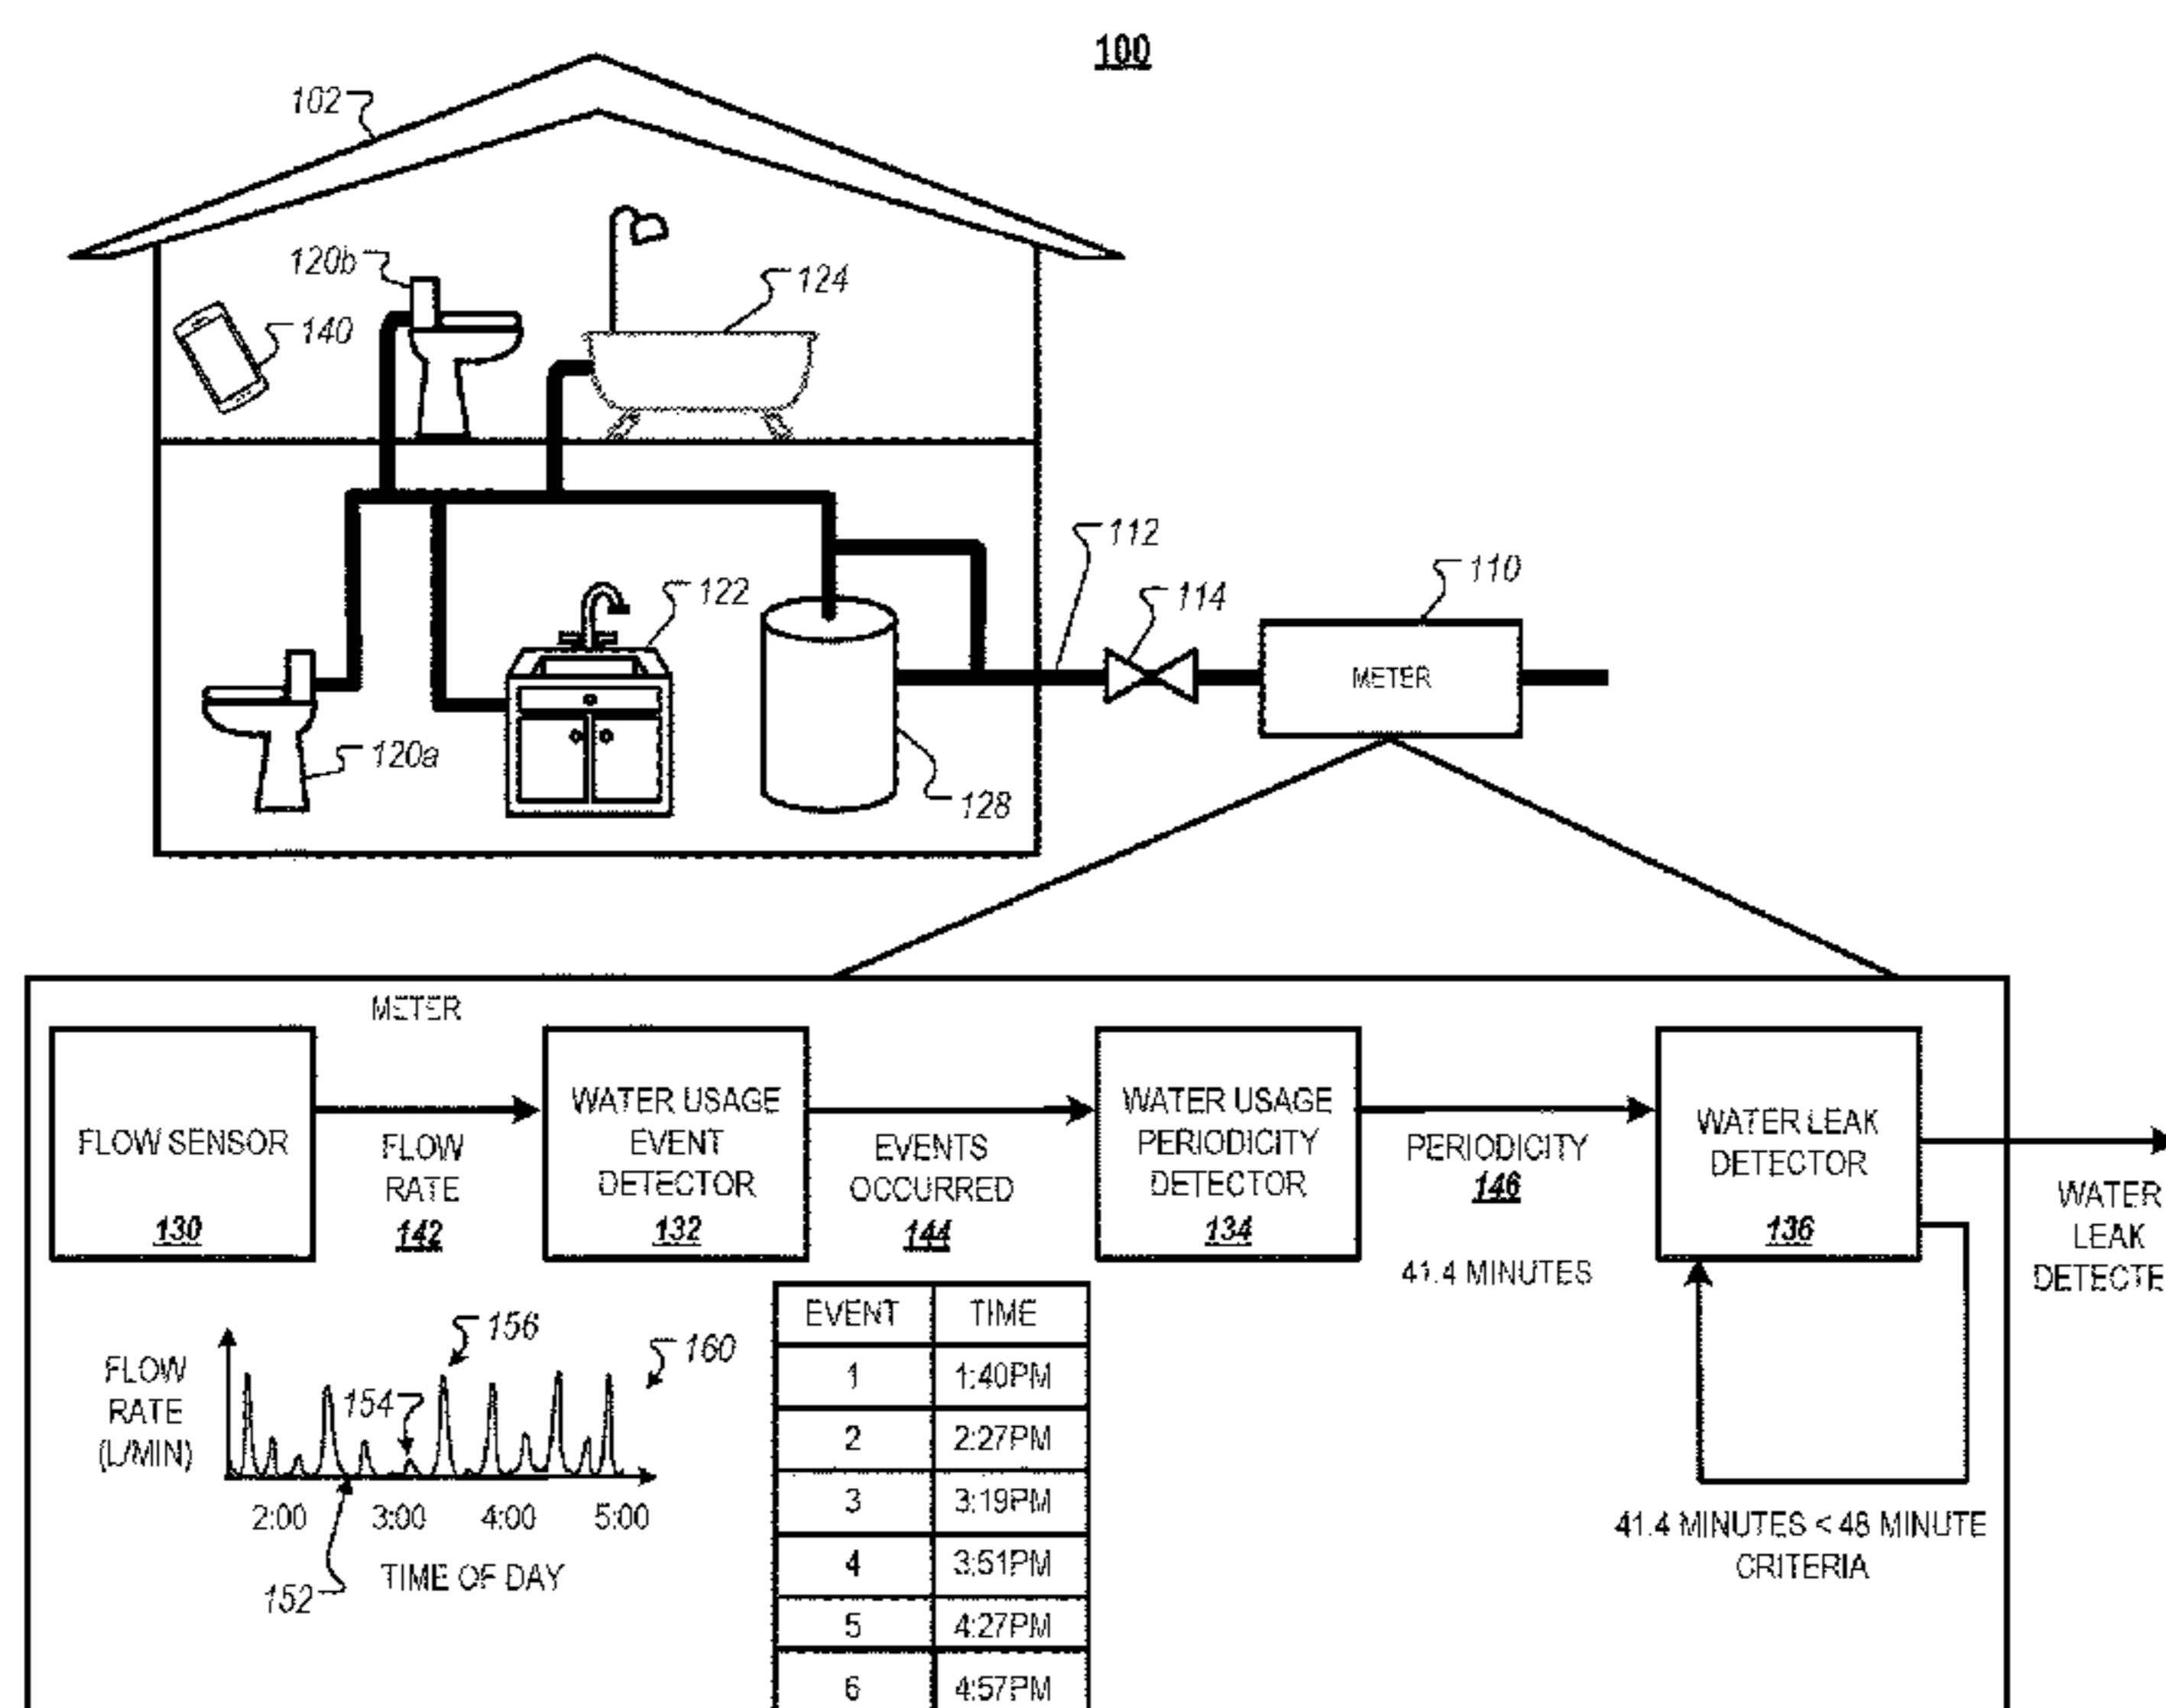 100
102
120b
124
140
112
110
114
122
METER
120a
128
METER
FLOW SENSOR
130
FLOW
RATE
142
WATER USAGE
EVENT
DETECTOR
132
EVENTS
OCCURRED
144
WATER USAGE
PERIODICITY
DETECTOR
134
PERIODICITY
146
41.4 MINUTES
WATER LEAK
DETECTOR
136
WATER
LEAK
DETECTE
FLOW
RATE
(L/MIN)
156
160
154
2:00 3:00 4:00 5:00
152
TIME OF DAY
EVENT TIME
1 1:40PM
2 2:27PM
3 3:19PM
4 3:51PM
5 4:27PM
6 4:57PM
41.4 MINUTES < 48 MINUTE
CRITERIA